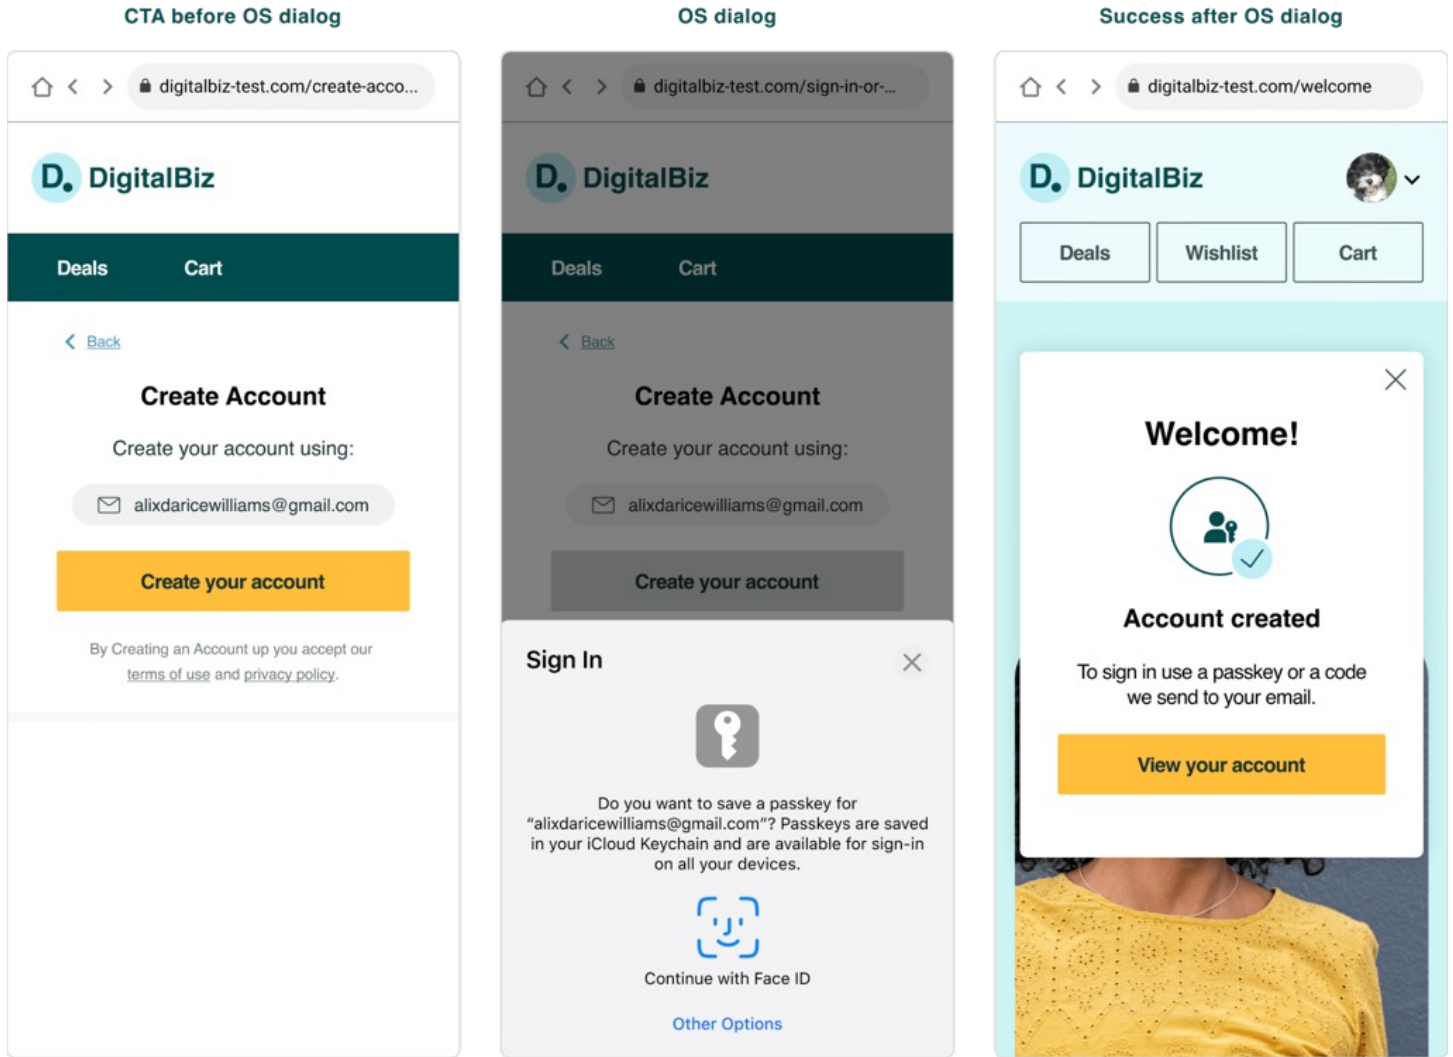 CTA before OS dialog
digitalbiz-test.com/create-acco...
D. DigitalBiz
Deals Cart
Back
Create Account
Create your account using:
alixdaricewilliams@gmail.com
Create your account
By Creating an Account up you accept our
terms of use and privacy policy.
OS dialog
digitalbiz-test.com/sign-in-or-...
D. DigitalBiz
Deals Cart
Back
Create Account
Create your account using:
alixdaricewilliams@gmail.com
Create your account
Sign In
Do you want to save a passkey for
“alixdaricewilliams@gmail.com”? Passkeys are saved
in your iCloud Keychain and are available for sign-in
on all your devices.
Continue with Face ID
Other Options
Success after OS dialog
digitalbiz-test.com/welcome
D. DigitalBiz
Deals Wishlist Cart
Welcome!
Account created
To sign in use a passkey or a code
we send to your email.
View your account